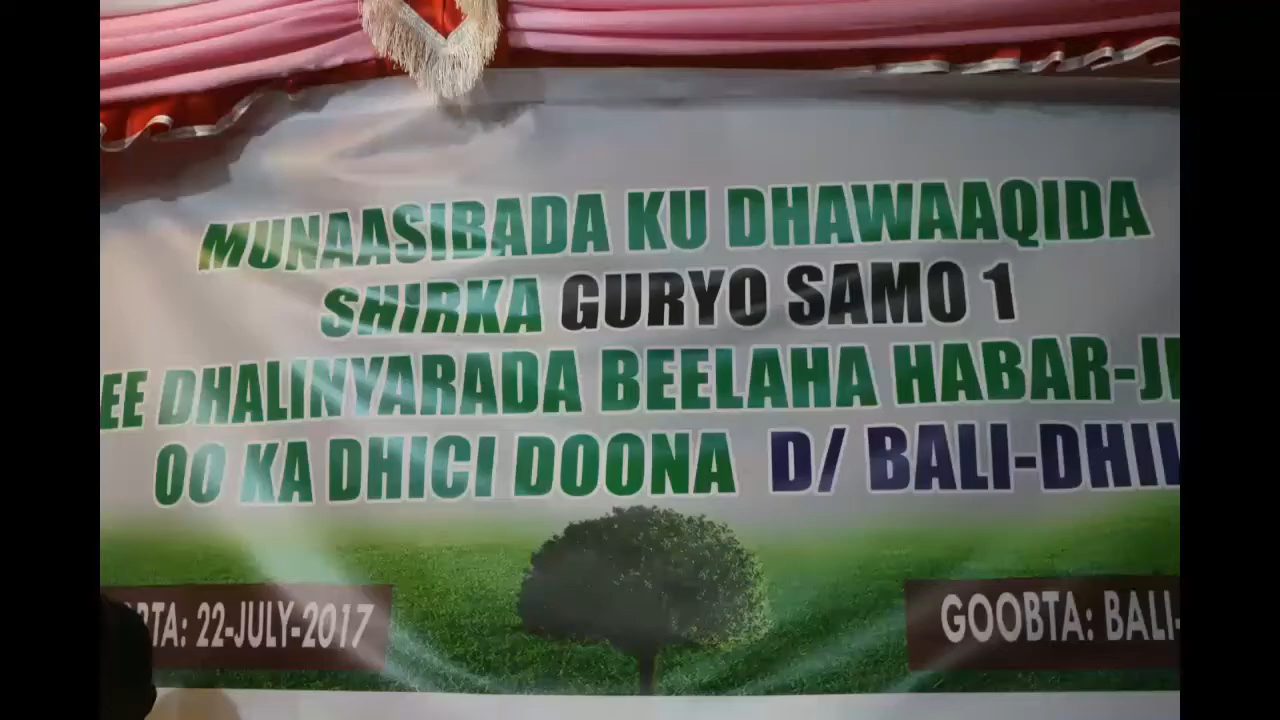 MUNAASIBADA KU DHAWAAQIDA
SHIRKA GURYO SAMO 1
EE DHALINYARADA BEELAHA HABAR-
OO KA DHICI DOONA D/ BALI-
22-JULY-2017
GOOBTA: BALI-